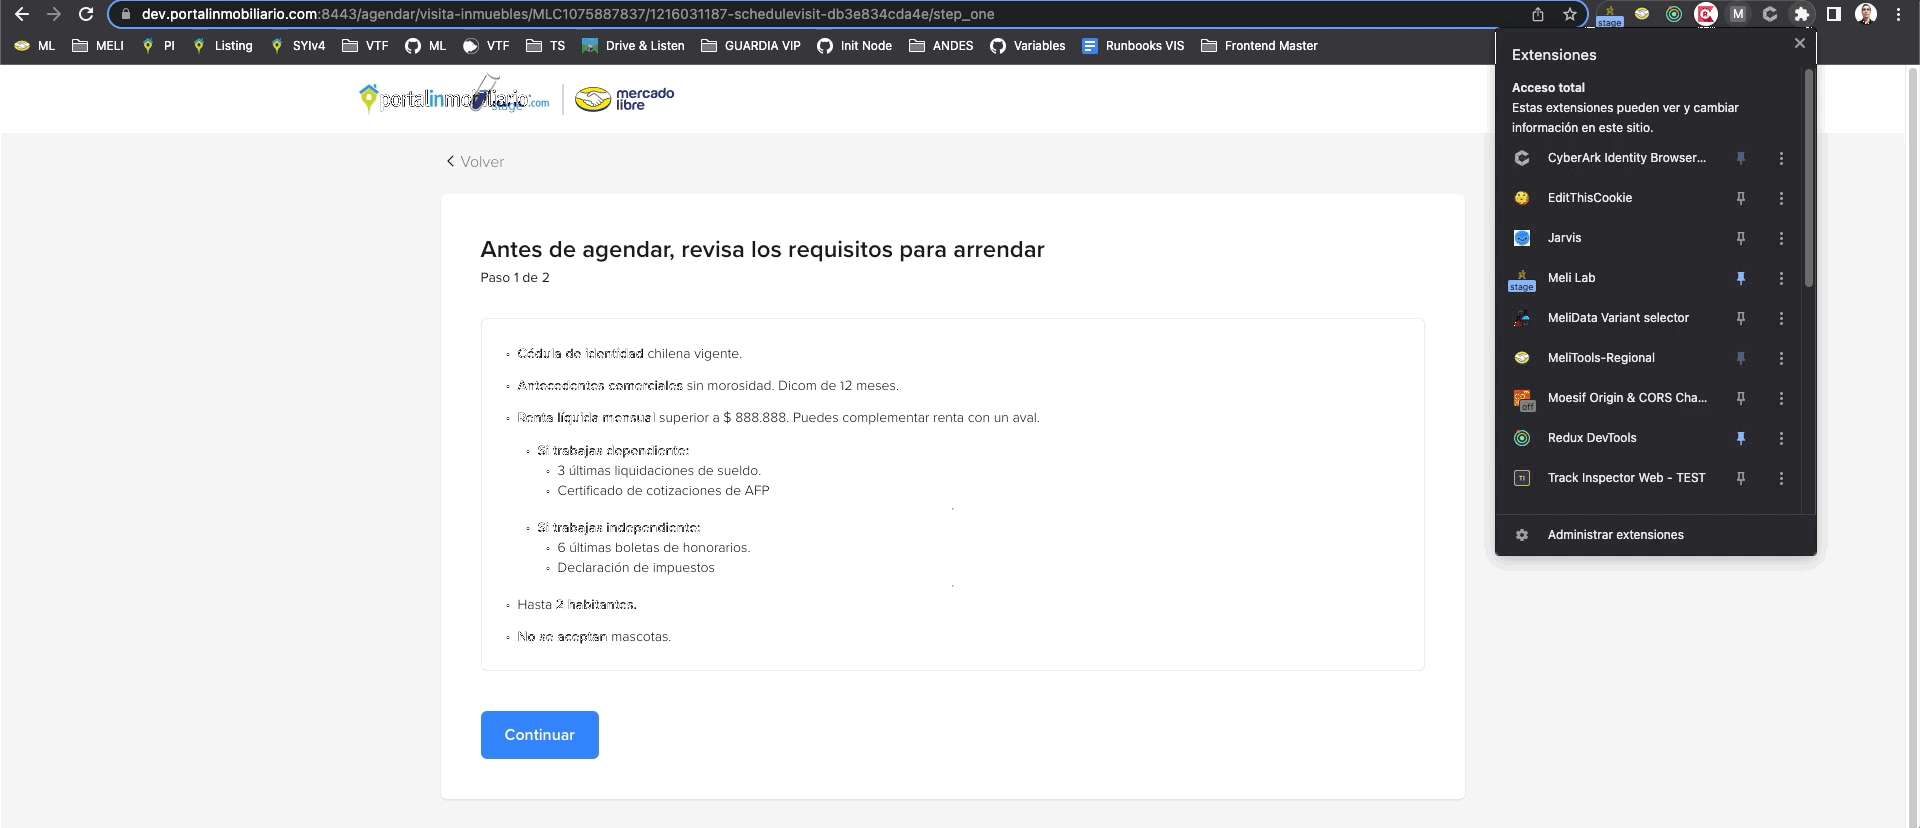 dev.portalinmobiliario.com:8443/agendar/visita-inmuebles/MLC1075887837/1216031187-schedulevisit-db3e834cda4e/step_one
stage
ML MELI PI Listing SYIv4 VTF ML VTF TS Drive & Listen GUARDIA VIP Init Node ANDES Variables Runbooks VIS Frontend Master
portalinmobiliario.com
stage
mercado
libre
Volver
Antes de agendar, revisa los requisitos para arrendar
Paso 1 de 2
Cédula de identidad chilena vigente.
Antecedentes comerciales sin morosidad. Dicom de 12 meses.
Renta líquida mensual superior a $ 888.888. Puedes complementar renta con un aval.
Si trabajas dependiente:
3 últimas liquidaciones de sueldo.
Certificado de cotizaciones de AFP
Si trabajas independiente:
6 últimas boletas de honorarios.
Declaración de impuestos
Hasta 2 habitantes.
No se aceptan mascotas.
Continuar
Extensiones
Acceso total
Estas extensiones pueden ver y cambiar
información en este sitio.
CyberArk Identity Browser...
EditThisCookie
Jarvis
Meli Lab
stage
MeliData Variant selector
MeliTools-Regional
Moesif Origin & CORS Cha...
off
Redux DevTools
TI
Track Inspector Web - TEST
Administrar extensiones